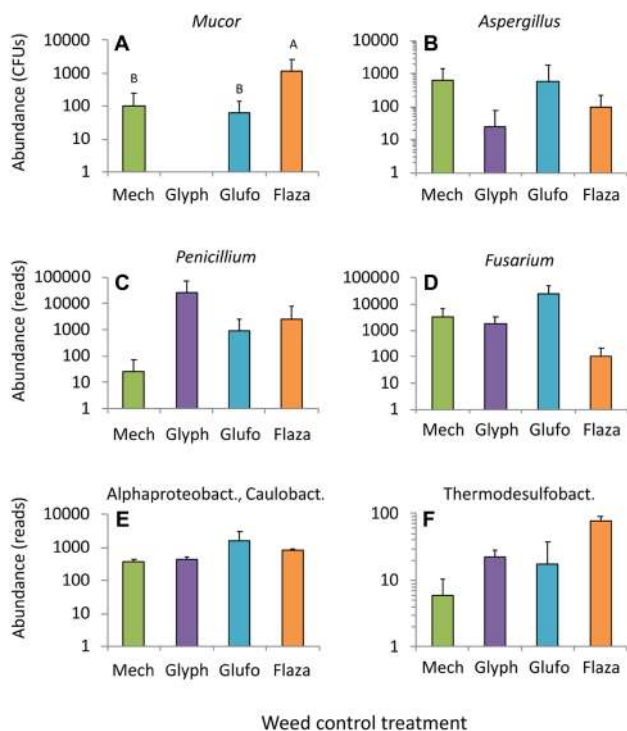 Mucor
A
Abundance (CFUs)
10000
1000
100
10
1
B
B
A
Mech Glyph Glufo Flaza
Aspergillus
B
10000
1000
100
10
1
Mech Glyph Glufo Flaza
Penicillium
C
Abundance (reads)
100000
10000
1000
100
10
1
Mech Glyph Glufo Flaza
Fusarium
D
100000
10000
1000
100
10
1
Mech Glyph Glufo Flaza
Alphaproteobact., Caulobact.
E
Abundance (reads)
10000
1000
100
10
1
Mech Glyph Glufo Flaza
Thermodesulfobact.
F
100
10
1
Mech Glyph Glufo Flaza
Weed control treatment